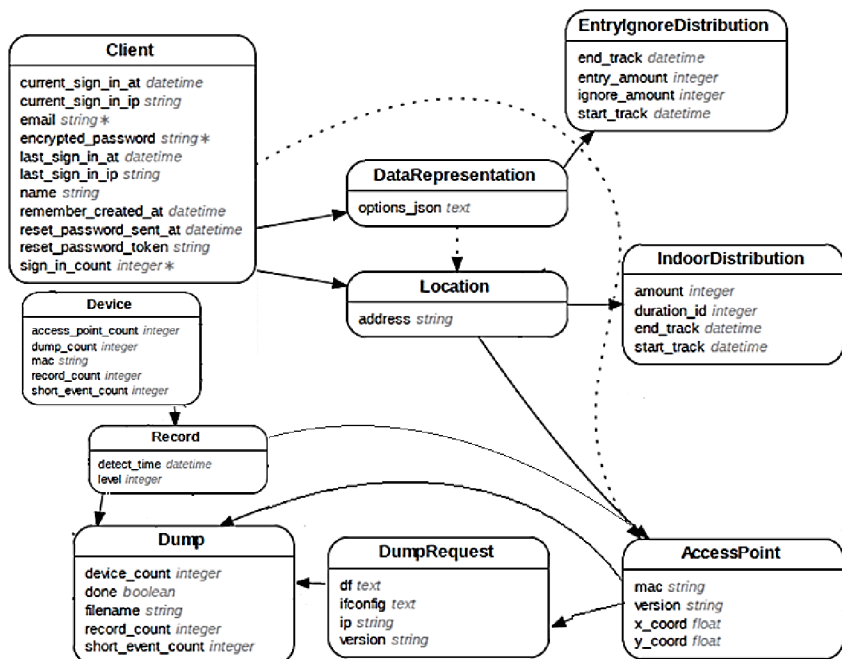 Client
current_sign_in_at datetime
current_sign_in_ip string
email string*
encrypted_password string*
last_sign_in_at datetime
last_sign_in_ip string
name string
remember_created_at datetime
reset_password_sent_at datetime
reset_password_token string
sign_in_count integer*
EntryIgnoreDistribution
end_track datetime
entry_amount integer
ignore_amount integer
start_track datetime
DataRepresentation
options_json text
Location
address string
IndoorDistribution
amount integer
duration_id integer
end_track datetime
start_track datetime
Device
access_point_count integer
dump_count integer
mac string
record_count integer
short_event_count integer
Record
detect_time datetime
level integer
Dump
device_count integer
done boolean
filename string
record_count integer
short_event_count integer
DumpRequest
df text
ifconfig text
ip string
version string
AccessPoint
mac string
version string
x_coord float
y_coord float